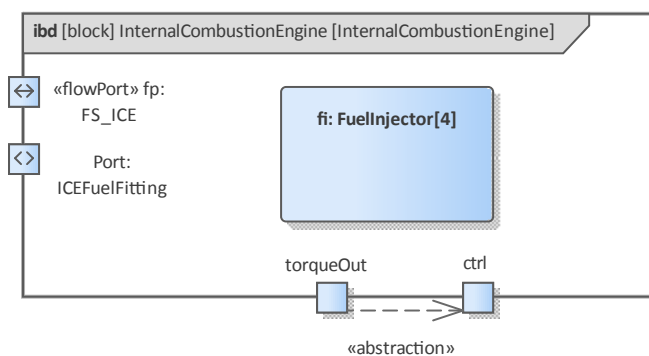 ibd [block] InternalCombustionEngine [InternalCombustionEngine]
«flowPort» fp:
FS_ICE
fi: FuelInjector[4]
Port:
ICEFuelFitting
torqueOut
ctrl
«abstraction»